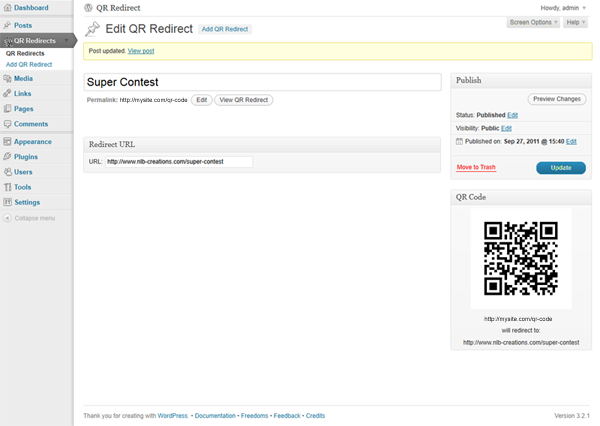 Dashboard
Posts
QR Redirects
QR Redirects
Add QR Redirect
Media
Links
Pages
Comments
Appearance
Plugins
Users
Tools
Settings
Collapse menu
QR Redirect
Howdy, admin
Screen Options
Help
Edit QR Redirect
Add QR Redirect
Post updated. View post
Super Contest
Permalink: http://mysite.com/qr-code Edit View QR Redirect
Redirect URL
URL: http://www.nlb-creations.com/super-contest
Publish
Preview Changes
Status: Published Edit
Visibility: Public Edit
Published on: Sep 27, 2011 @ 15:40 Edit
Move to Trash
Update
QR Code
http://mysite.com/qr-code
will redirect to:
http://www.nlb-creations.com/super-contest
Thank you for creating with WordPress • Documentation • Freedoms • Feedback • Credits
Version 3.2.1